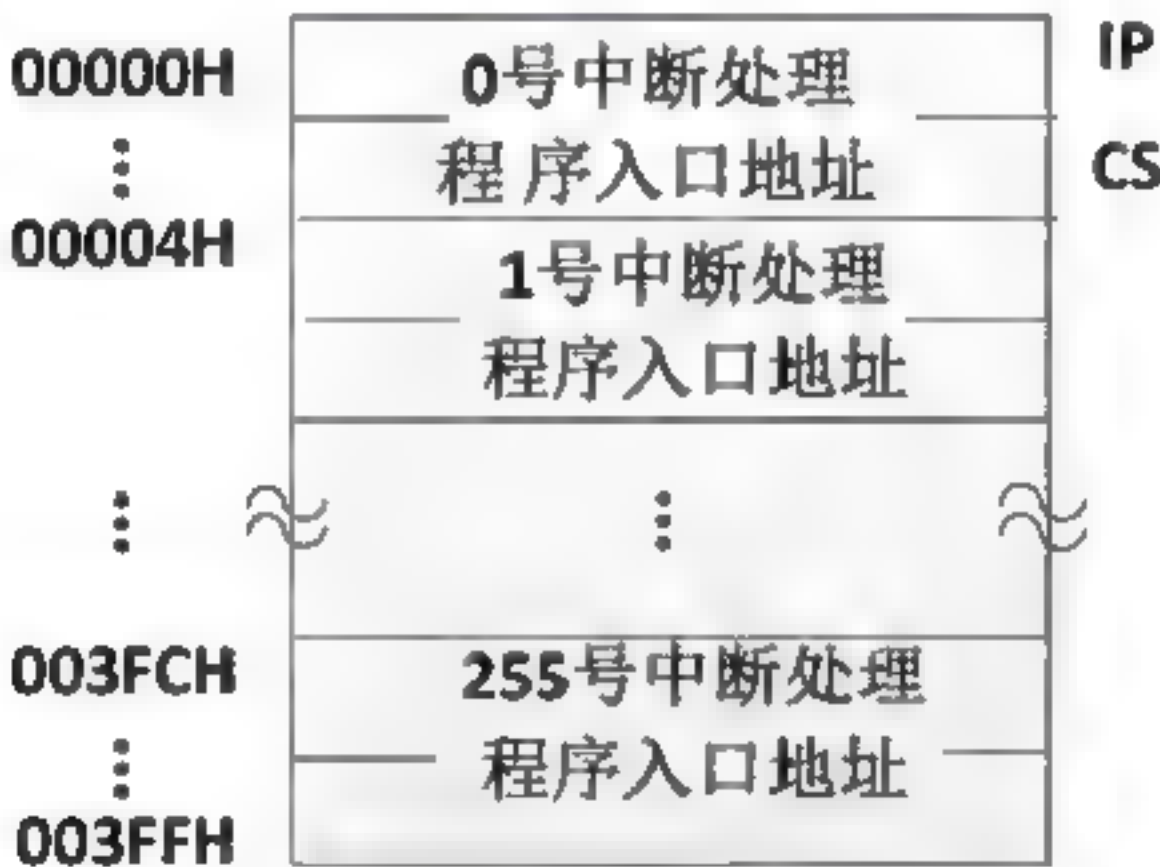 00000H 0号中断处理 IP
⋮ 程序入口地址 CS
00004H 1号中断处理
程序入口地址
⋮ ⋮
003FCH 255号中断处理
⋮ 程序入口地址
003FFH